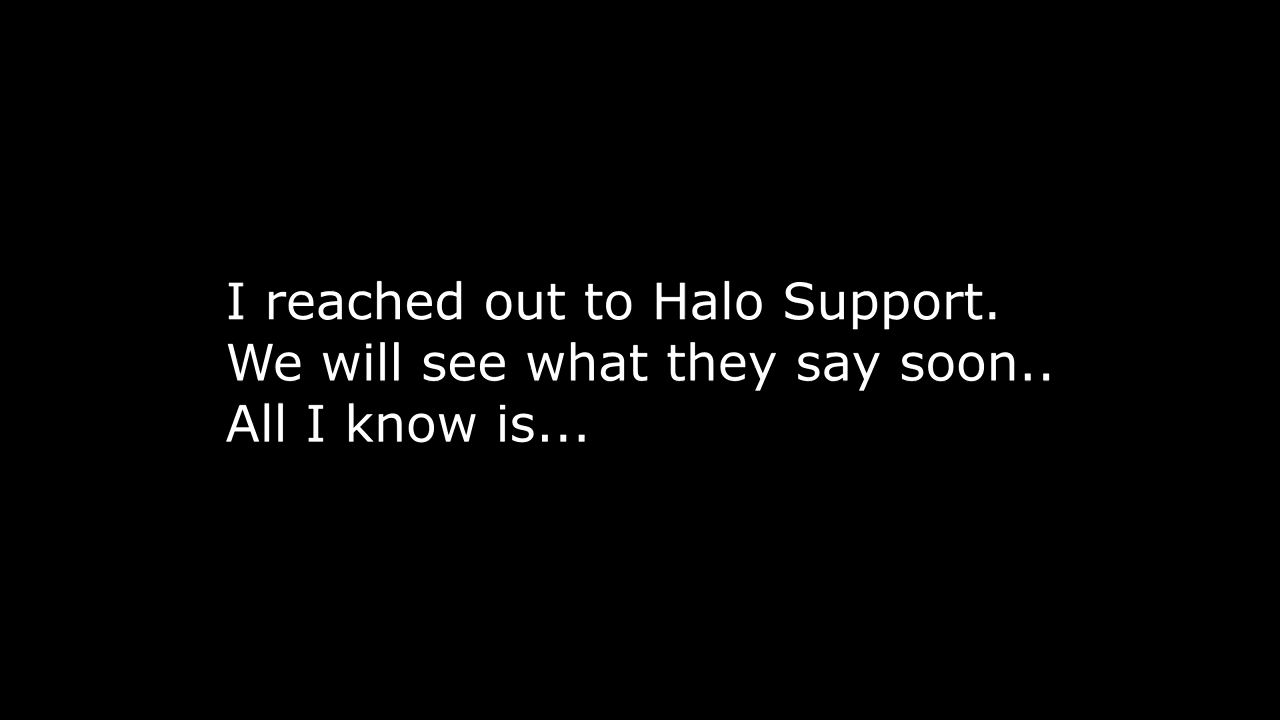 I reached out to Halo Support.
We will see what they say soon..
All I know is...